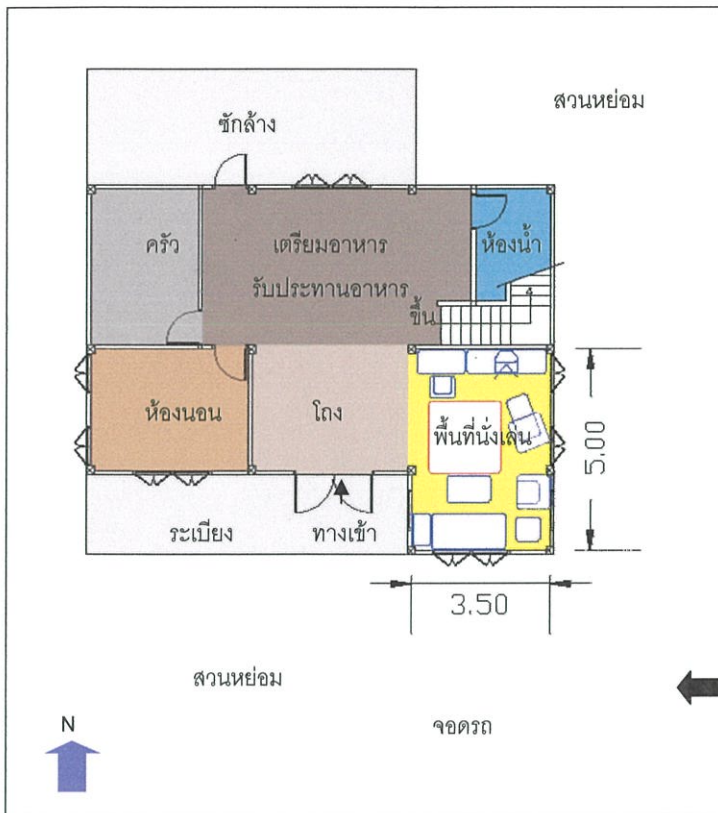 สวนหย่อม
ซักล้าง
ครัว
เตรียมอาหาร
ห้องน้ำ
รับประทานอาหาร
ขึ้น
ห้องนอน
โถง
พื้นที่นั่งเล่น
5.00
ระเบียง
ทางเข้า
3.50
สวนหย่อม
N
จอดรถ